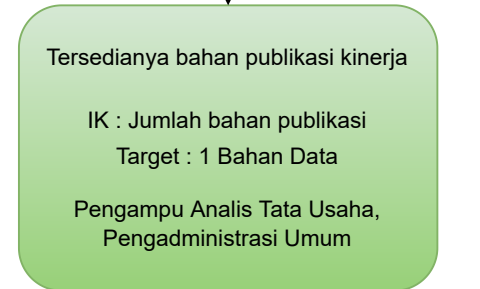 Tersedianya bahan publikasi kinerja
IK : Jumlah bahan publikasi
Target : 1 Bahan Data
Pengampu Analis Tata Usaha,
Pengadministrasi Umum